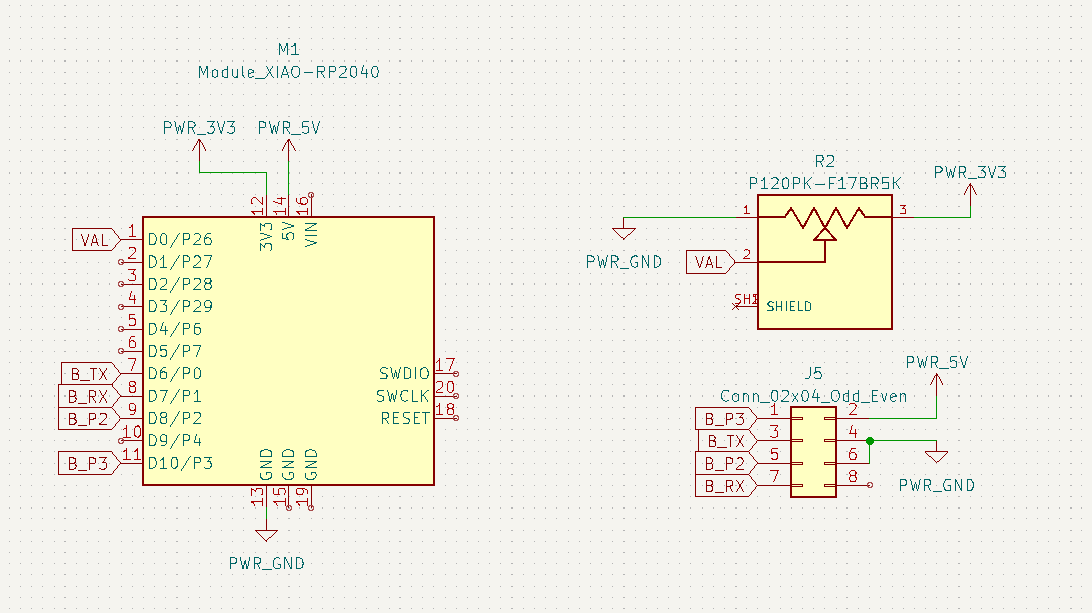 M1
Module_XIAO-RP2040
PWR_3V3
PWR_5V
12
14
16
3V3
5V
VIN
VAL
1
D0/P26
2
D1/P27
3
D2/P28
4
D3/P29
5
D4/P6
6
D5/P7
B_TX
7
D6/P0
B_RX
8
D7/P1
B_P2
9
D8/P2
10
D9/P4
B_P3
11
D10/P3
SWDIO
17
SWCLK
20
RESET
18
GND
GND
GND
13
15
19
PWR_GND
R2
P120PK-F17BR5K
PWR_3V3
1
3
PWR_GND
VAL
2
SHIELD
PWR_5V
J5
Conn_02x04_Odd_Even
B_P3
1
2
B_TX
3
4
B_P2
5
6
B_RX
7
8
PWR_GND